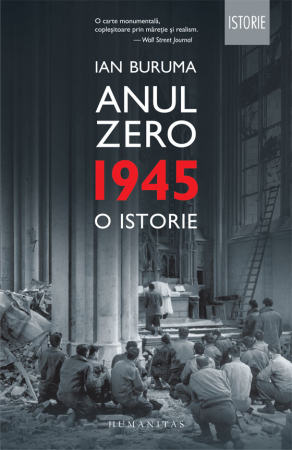 O carte monumentală,
copleșitoare prin măreție și realism.
— Wall Street Journal
ISTORIE
IAN BURUMA
ANUL
ZERO
1945
O ISTORIE
HUMANITAS